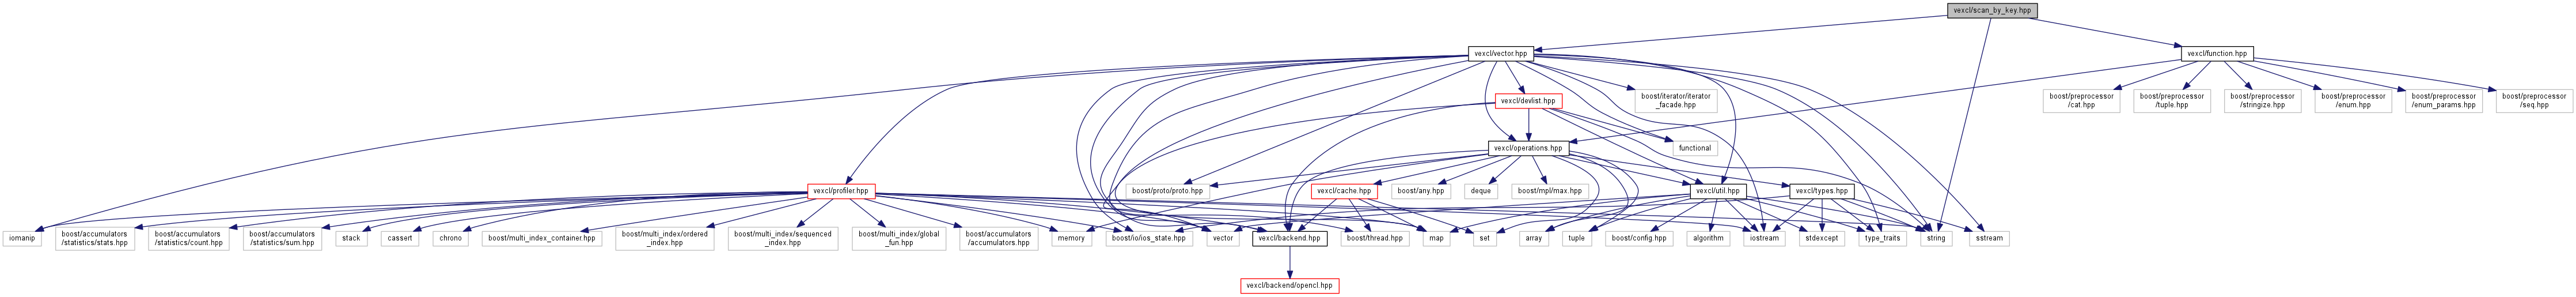 vexcl/scan_by_key.hpp
vexcl/vector.hpp
vexcl/function.hpp
vexcl/devlist.hpp
boost/iterator/iterator
_facade.hpp
boost/preprocessor
/cat.hpp
boost/preprocessor
/tuple.hpp
boost/preprocessor
/stringize.hpp
boost/preprocessor
/enum.hpp
boost/preprocessor
/enum_params.hpp
boost/preprocessor
/seq.hpp
vexcl/operations.hpp
functional
vexcl/profiler.hpp
boost/proto/proto.hpp
vexcl/cache.hpp
boost/any.hpp
deque
boost/mpl/max.hpp
vexcl/util.hpp
vexcl/types.hpp
iomanip
boost/accumulators
/statistics/stats.hpp
boost/accumulators
/statistics/count.hpp
boost/accumulators
/statistics/sum.hpp
stack
cassert
chrono
boost/multi_index_container.hpp
boost/multi_index/ordered
_index.hpp
boost/multi_index/sequenced
_index.hpp
boost/multi_index/global
_fun.hpp
boost/accumulators
/accumulators.hpp
memory
boost/io/ios_state.hpp
vector
vexcl/backend.hpp
boost/thread.hpp
map
set
array
tuple
boost/config.hpp
algorithm
iostream
stdexcept
type_traits
string
sstream
vexcl/backend/opencl.hpp